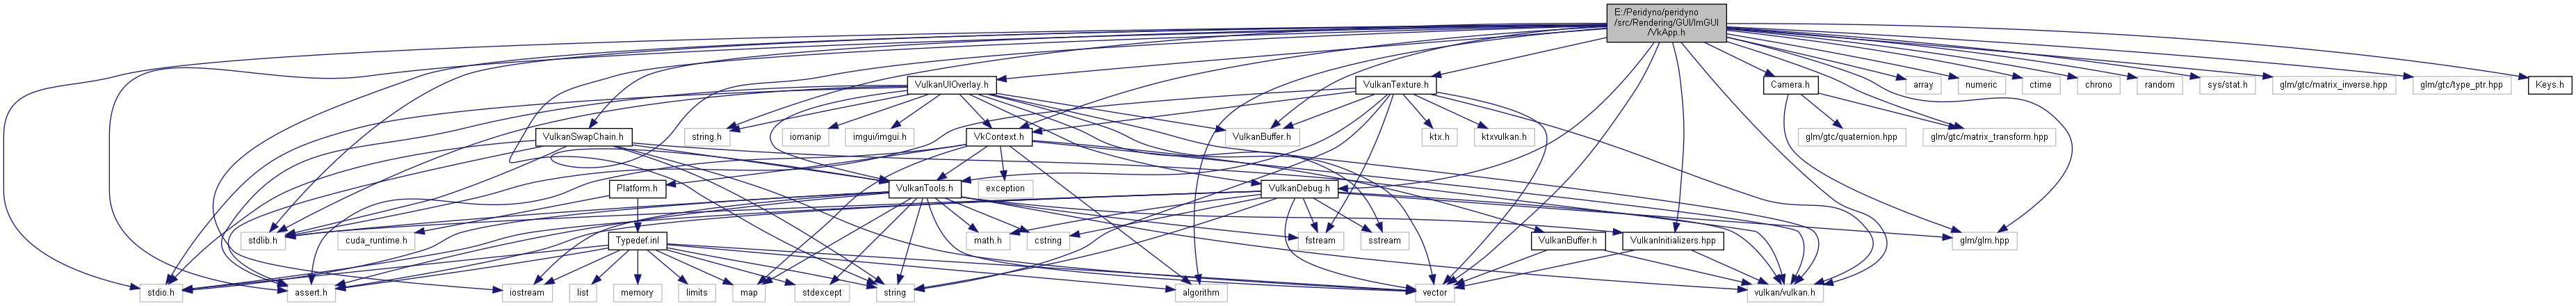 E:/Peridyno/peridyno
/src/Rendering/GUI/ImGUI
/VkApp.h
VulkanUIOverlay.h
VulkanTexture.h
Camera.h
array
numeric
ctime
chrono
random
sys/stat.h
glm/gtc/matrix_inverse.hpp
glm/gtc/type_ptr.hpp
Keys.h
VulkanSwapChain.h
string.h
iomanip
imgui/imgui.h
VkContext.h
VulkanBuffer.h
ktx.h
ktxvulkan.h
glm/gtc/quaternion.hpp
glm/gtc/matrix_transform.hpp
Platform.h
VulkanTools.h
exception
VulkanDebug.h
stdlib.h
cuda_runtime.h
Typedef.inl
math.h
cstring
fstream
sstream
VulkanBuffer.h
VulkanInitializers.hpp
glm/glm.hpp
stdio.h
assert.h
iostream
list
memory
limits
map
stdexcept
string
algorithm
vector
vulkan/vulkan.h